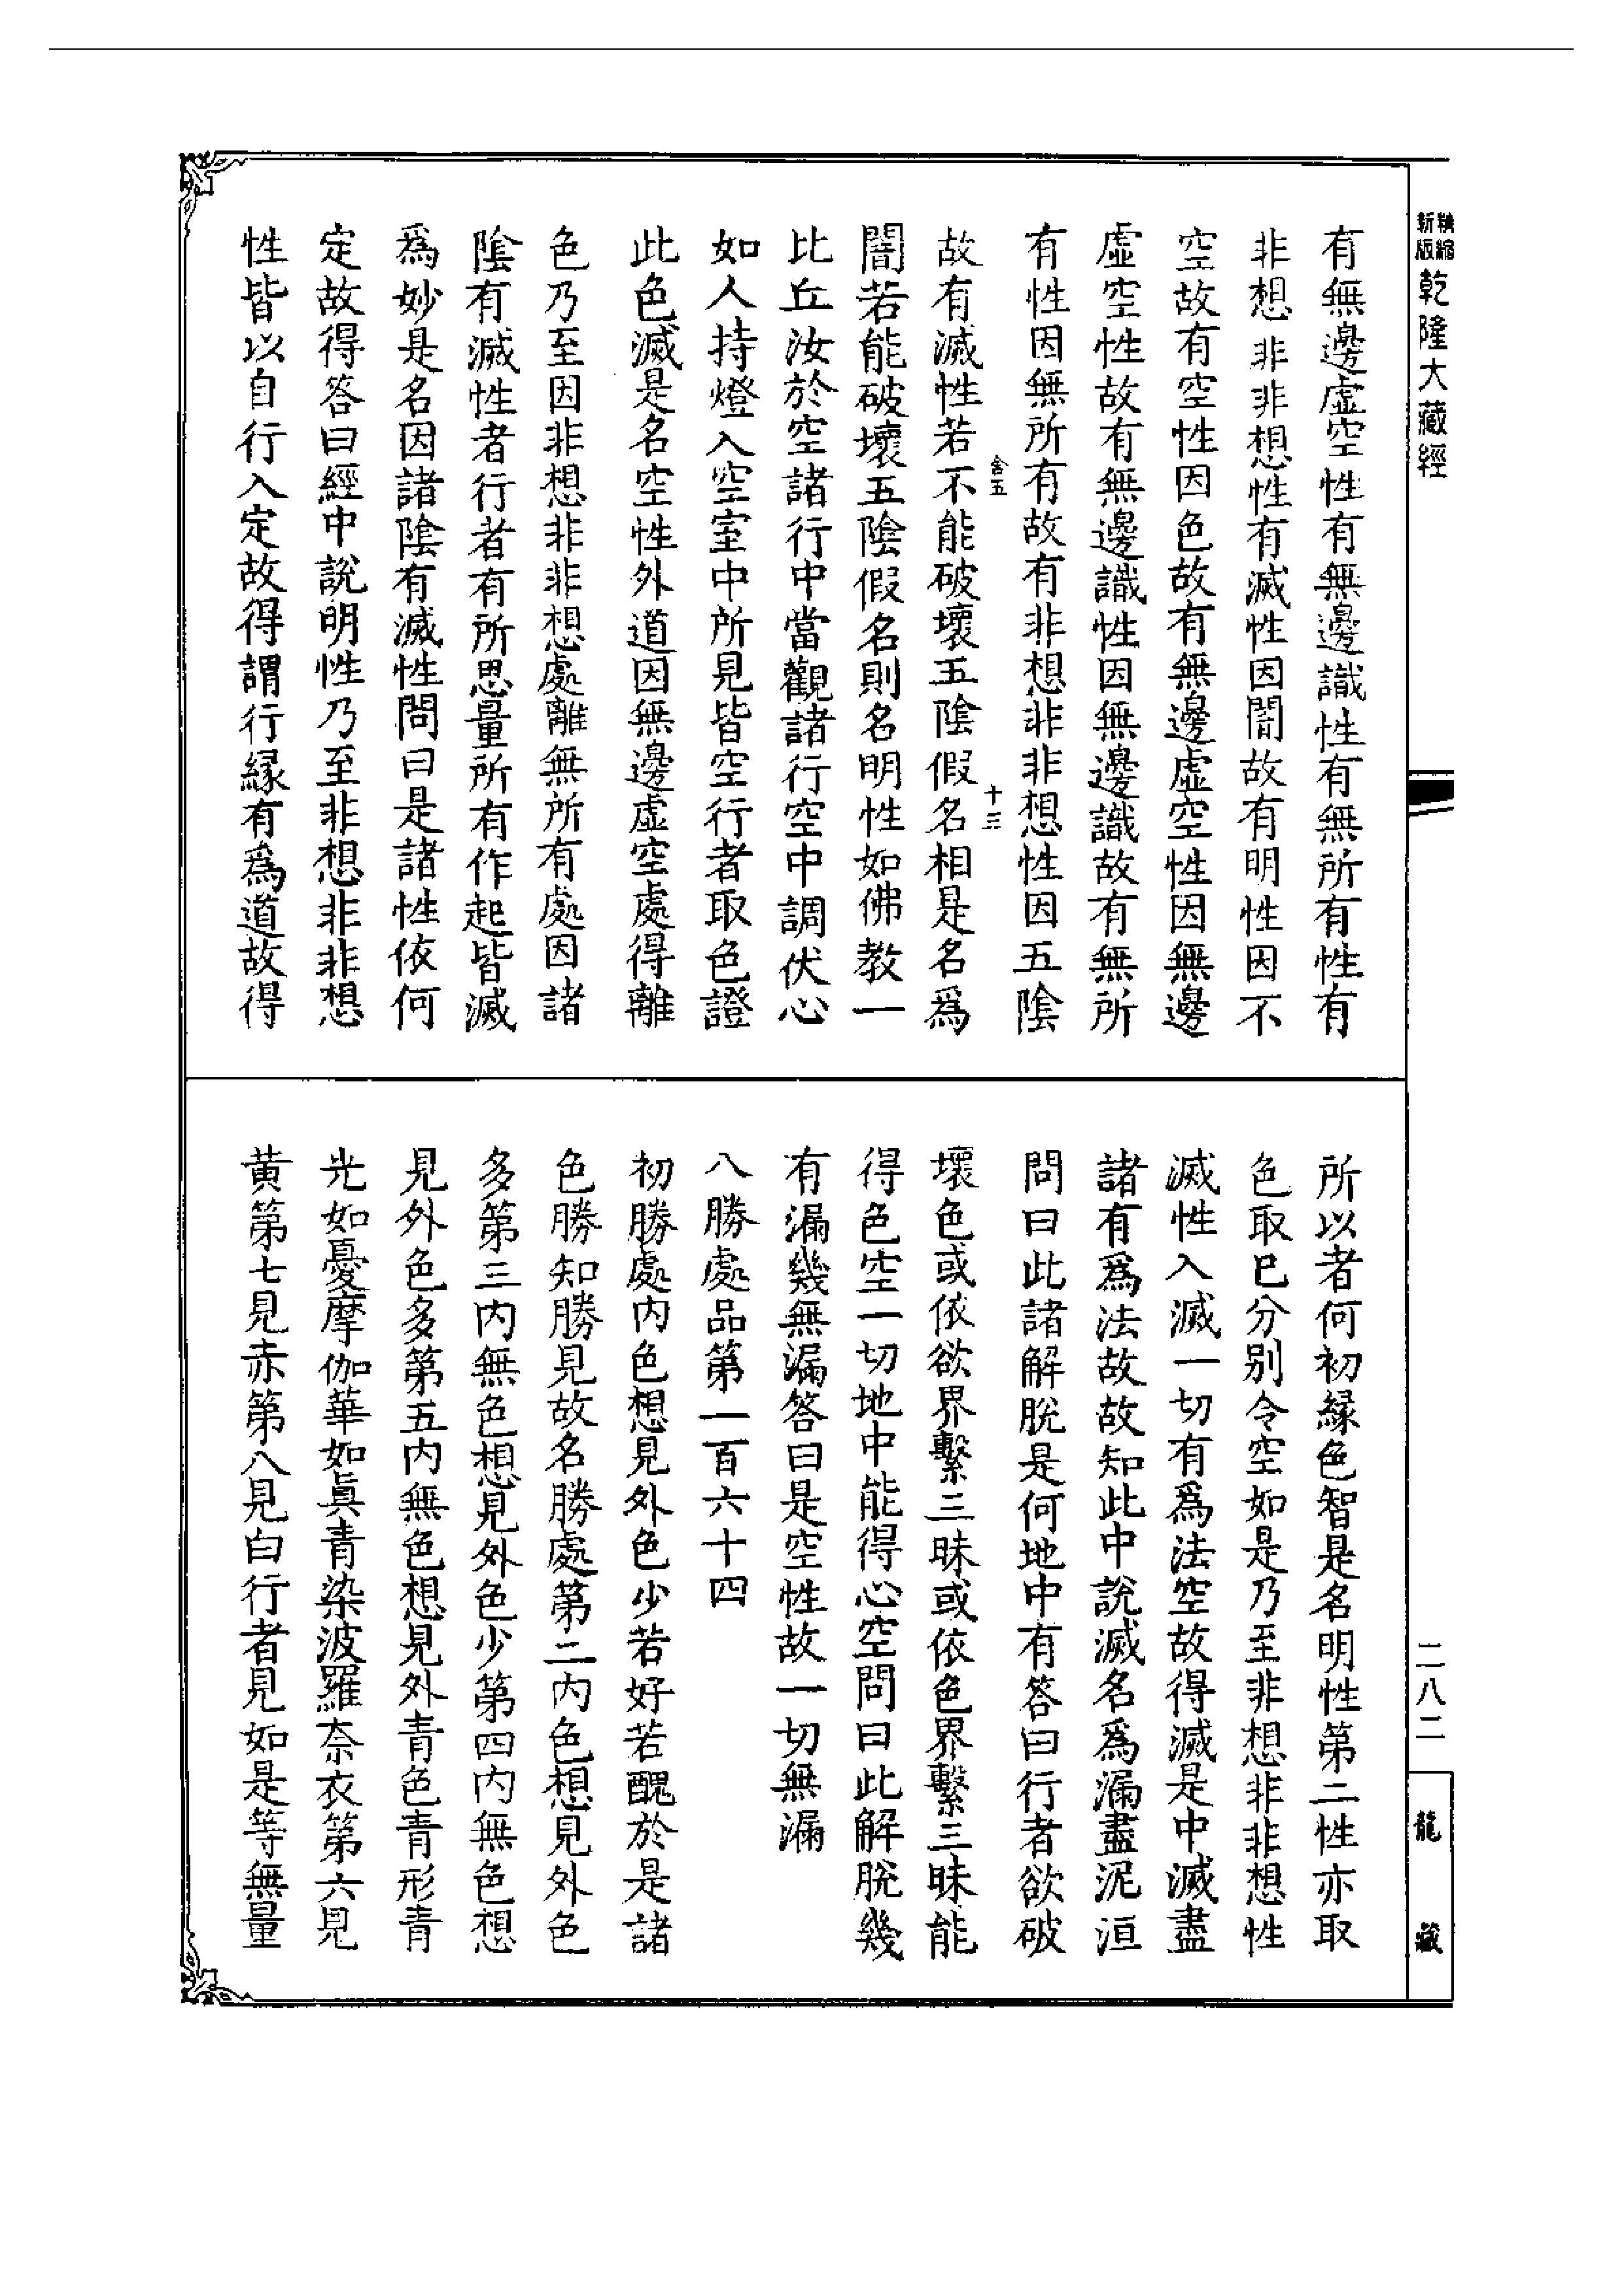 新版
乾隆大藏經
有無邊虛空性有無邊識性有無所有性有
非想非非想性有滅性因闇故有明性因不
空故有空性因色故有無邊虛空性因無邊
虛空性故有無邊識性因無邊識故有無所
有性因無所有故有非想非非想性因五陰
含五
十三
故有滅性若不能破壞五陰假名相是名爲
闇若能破壞五陰假名則名明性如佛教一
比丘汝於空諸行中當觀諸行空中調伏心
如人持燈入空室中所見皆空行者取色證
此色滅是名空性外道因無邊虛空處得離
色乃至因非想非非想處離無所有處因諸
陰有滅性者行者有所思量所有作起皆滅
爲妙是名因諸陰有滅性問曰是諸性依何
定故得答曰經中說明性乃至非想非非想
性皆以自行入定故得謂行緣有爲道故得
所以者何初緣色智是名明性第二性亦取
色取已分別令空如是乃至非想非非想性
滅性入滅一切有爲法空故得滅是中滅盡
諸有爲法故故知此中說滅名爲漏盡泥洹
問曰此諸解脫是何地中有答曰行者欲破
壞色或依欲界繫三昧或依色界繫三昧能
得色空一切地中能得心空問曰此解脫幾
有漏幾無漏答曰是空性故一切無漏
八勝處品第一百六十四
初勝處內色想見外色少若好若醜於是諸
色勝知勝見故名勝處第二內色想見外色
多第三內無色想見外色少第四內無色想
見外色多第五內無色想見外青色青形青
光如憂摩伽華如眞青染波羅奈衣第六見
黃第七見赤第八見白行者見如是等無量
二八二
龍藏